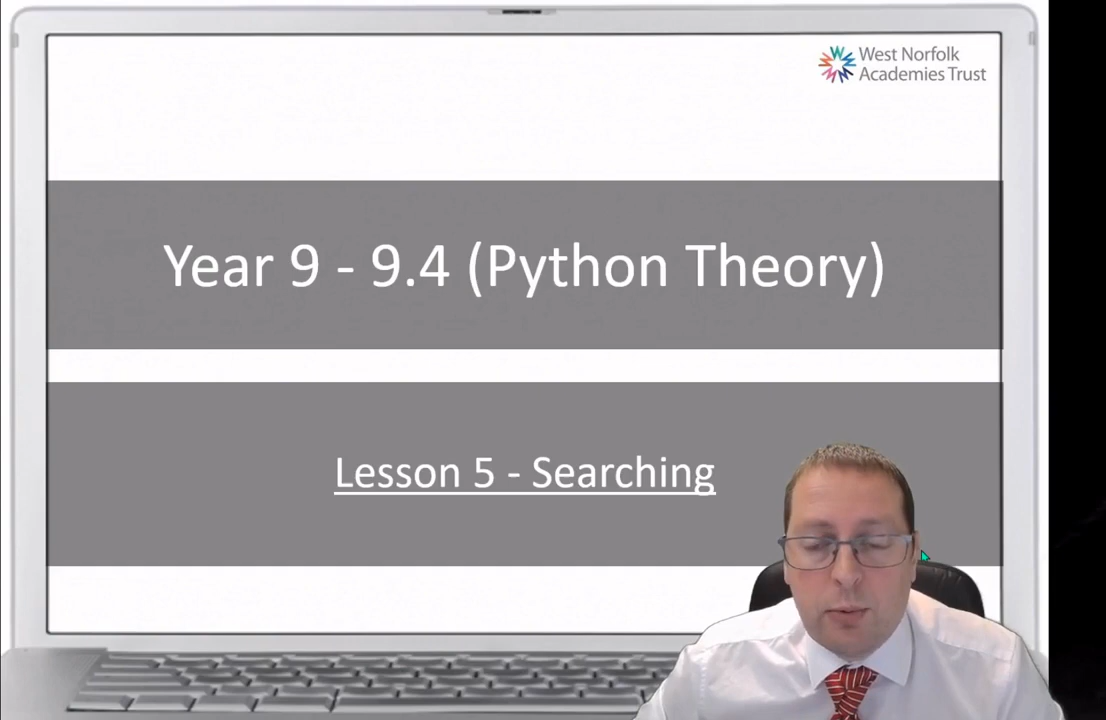 West Norfolk
Academies Trust
Year 9 - 9.4 (Python Theory)
Lesson 5 - Searching